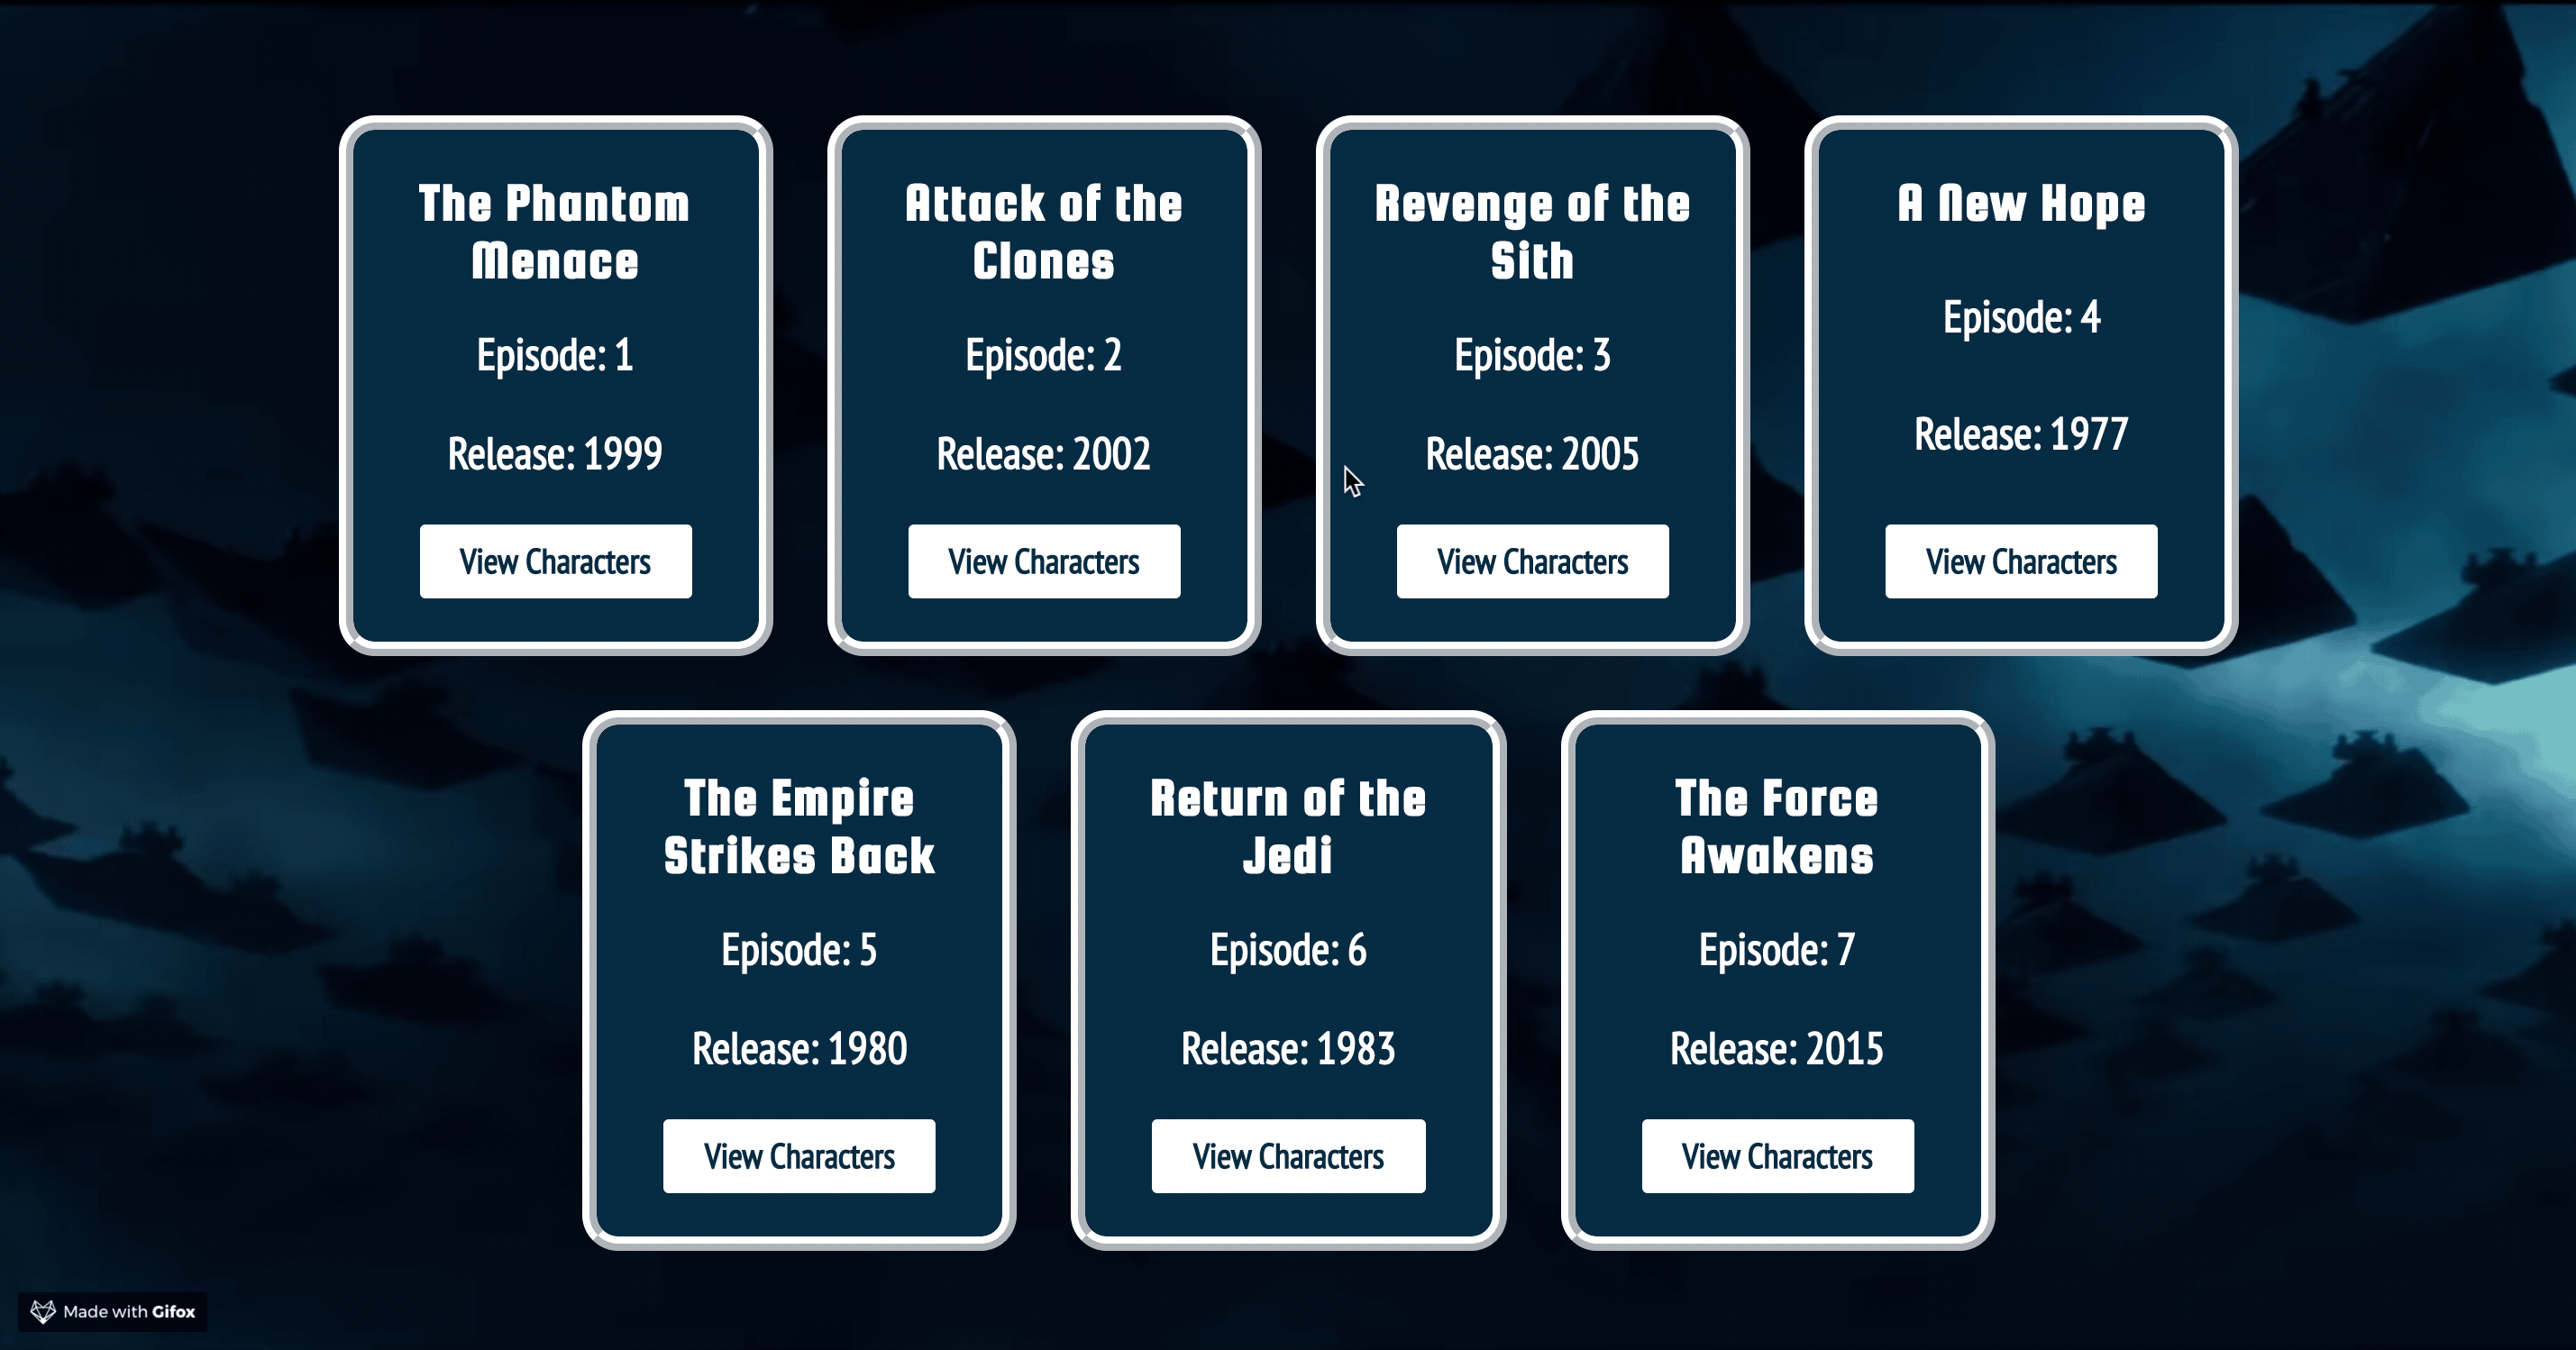 The Phantom
Menace
Episode: 1
Release: 1999
View Characters
Attack of the
Clones
Episode: 2
Release: 2002
View Characters
Revenge of the
Sith
Episode: 3
Release: 2005
View Characters
A New Hope
Episode: 4
Release: 1977
View Characters
The Empire
Strikes Back
Episode: 5
Release: 1980
View Characters
Return of the
Jedi
Episode: 6
Release: 1983
View Characters
The Force
Awakens
Episode: 7
Release: 2015
View Characters
Made with Gifox